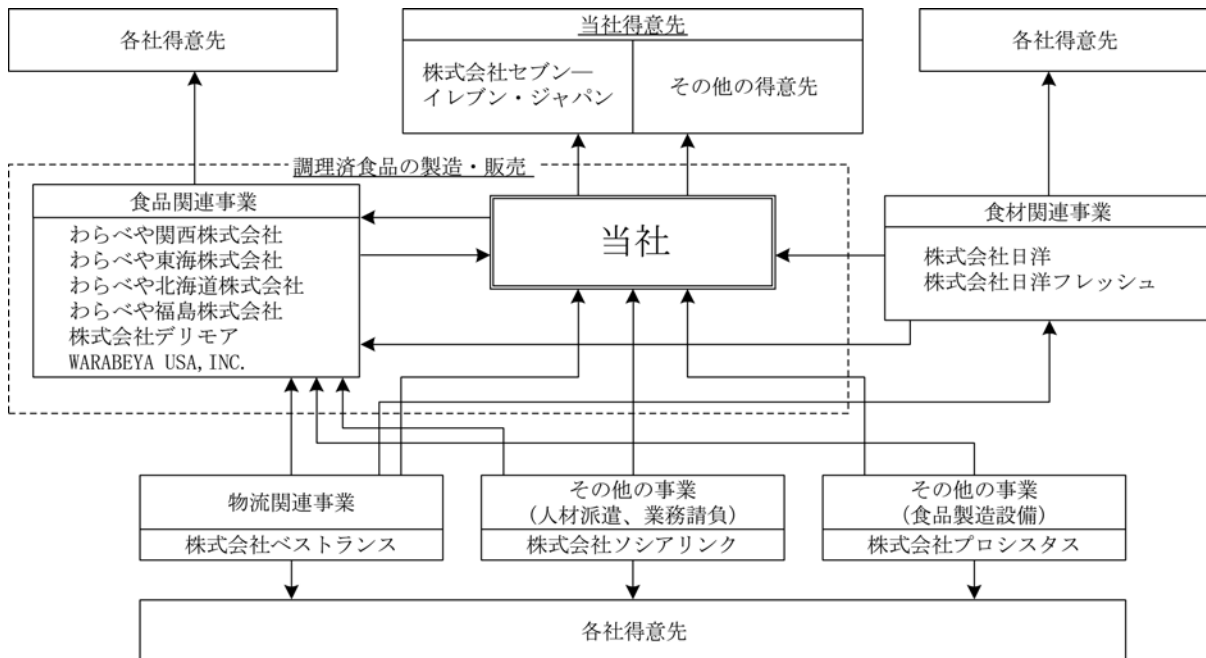 各社得意先
当社得意先
株式会社セブン―
イレブン・ジャパン
その他の得意先
各社得意先
調理済食品の製造・販売
食品関連事業
わらべや関西株式会社
わらべや東海株式会社
わらべや北海道株式会社
わらべや福島株式会社
株式会社デリモア
WARABEYA USA,INC.
当社
食材関連事業
株式会社日洋
株式会社日洋フレッシュ
物流関連事業
株式会社ベストランス
その他の事業
(人材派遣、業務請負)
株式会社ソシアリンク
その他の事業
(食品製造設備)
株式会社プロシスタス
各社得意先